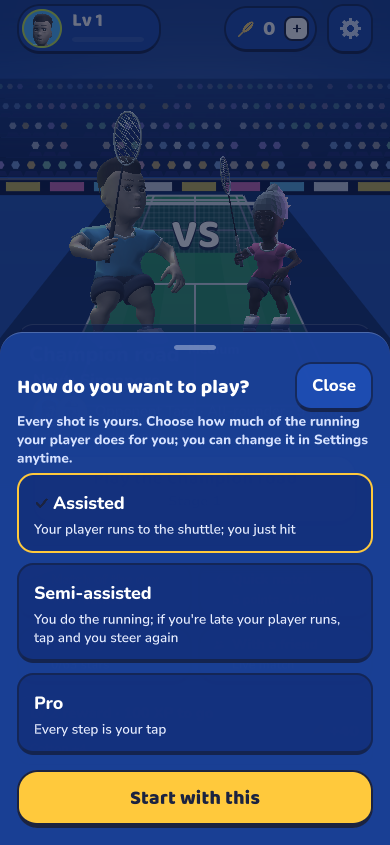 Lv 1
0
+
VS
How do you want to play?
Close
Every shot is yours. Choose how much of the running
your player does for you; you can change it in Settings
anytime.
Assisted
Your player runs to the shuttle; you just hit
Semi-assisted
You do the running; if you're late your player runs,
tap and you steer again
Pro
Every step is your tap
Start with this